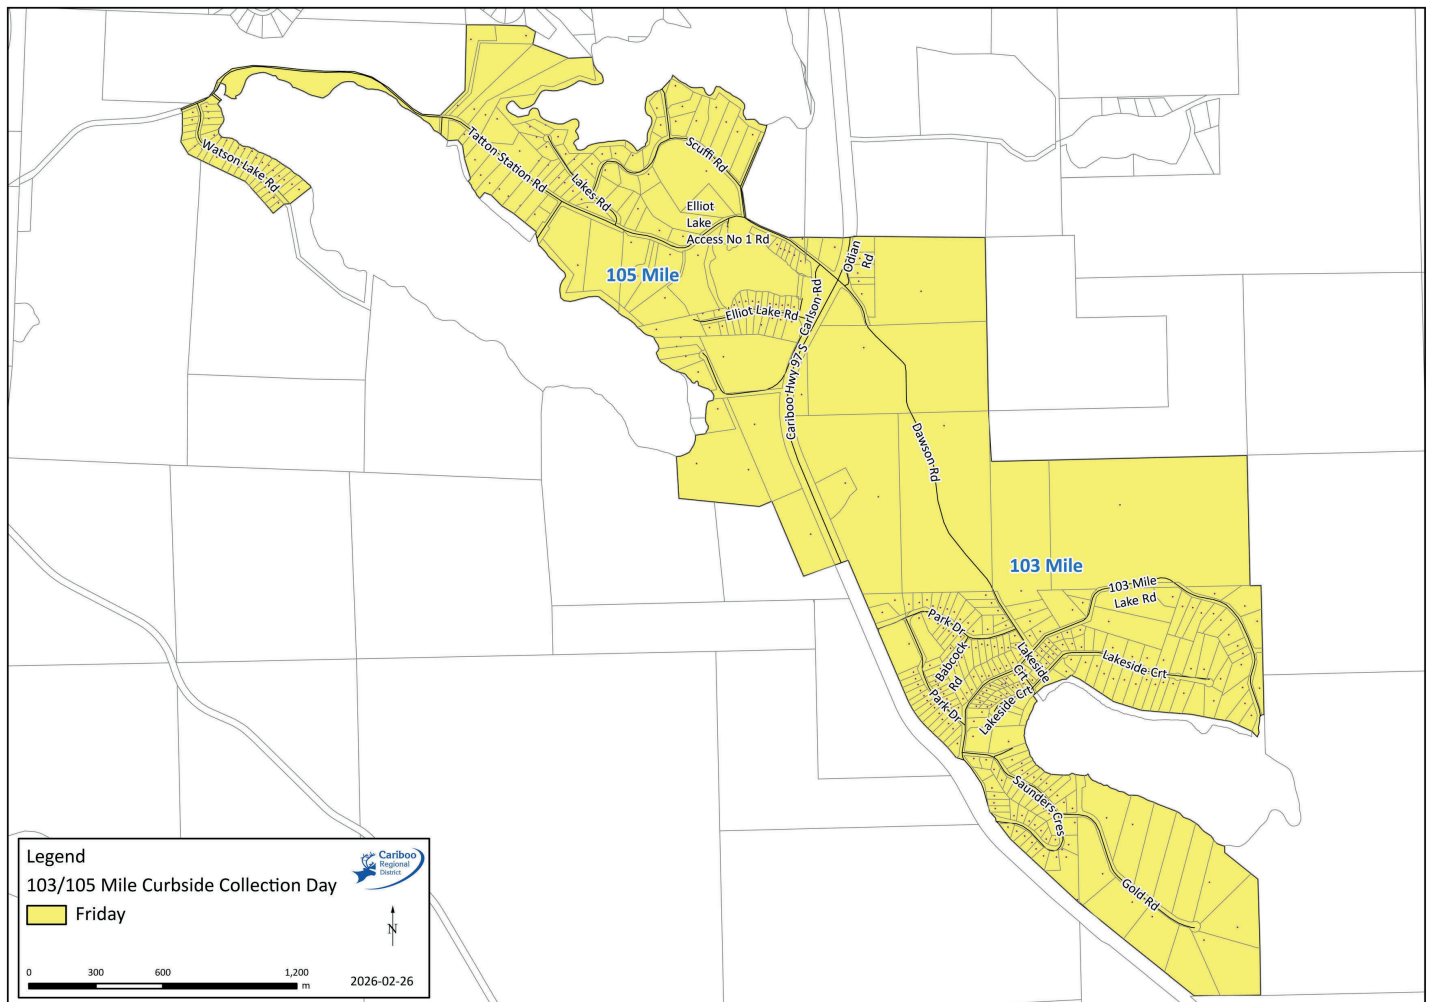 Watson Lake Rd
Tatton Station Rd
Lakes Rd
Scuffi Rd
Elliot
Lake
Access No 1 Rd
105 Mile
Odian
Rd
Elliot Lake Rd
Carlson Rd
Cariboo Hwy 97 S
Dawson Rd
103 Mile
103 Mile
Lake Rd
Park Dr
Babcock
Rd
Park Dr
Lakeside
Crt
Lakeside Crt
Lakeside Crt
Saunders Cres
Gold Rd
Legend
Cariboo
Regional
District
103/105 Mile Curbside Collection Day
Friday
N
0 300 600 1,200
m
2026-02-26